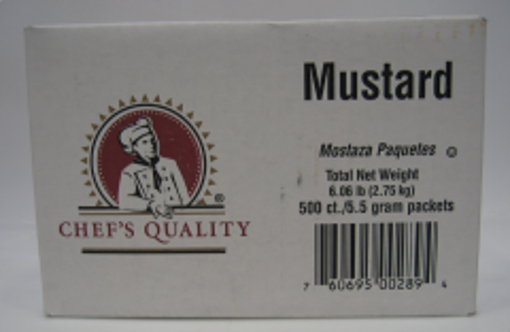 Mustard
Mostaza Paquetes
Total Net Weight
6.06 lb (2.75 kg)
500 ct./5.5 gram packets
®
CHEF'S QUALITY
7 60695 00289 4